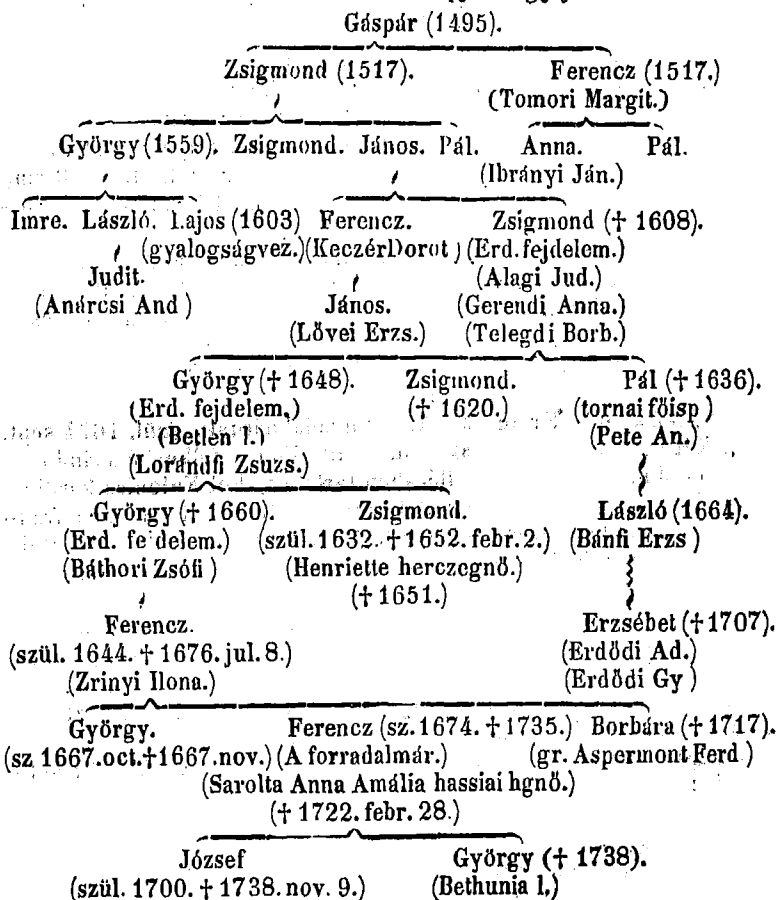 Gáspár (1495).
Zsigmond (1517). Ferencz (1517.)
(Tomori Margit.)
György (1559). Zsigmond. János. Pál. Anna. Pál.
(Ibrányi Ján.)
Imre. László. Lajos (1603) Ferencz. Zsigmond († 1608).
(gyalogságvez.) (Keczér Dorot) (Erd. fejdelem.)
Judit. (Alagi Jud.)
(Anárcsi And) János. (Gerendi Anna.)
(Lövei Erzs.) (Telegdi Borb.)
György († 1648). Zsigmond. Pál († 1636).
(Erd. fejdelem.) († 1620.) (tornai főisp)
(Betlen I.) (Pete An.)
(Lorándfi Zsuzs.)
György († 1660). Zsigmond. László (1664).
(Erd. fe delem.) (szül. 1632. † 1652. febr. 2.) (Bánfi Erzs)
(Báthori Zsófi) (Henriette herczegnő.)
(† 1651.)
Ferencz. Erzsébet († 1707).
(szül. 1644. † 1676. jul. 8.) (Erdődi Ad.)
(Zrinyi Ilona.) (Erdődi Gy)
György. Ferencz (sz. 1674. † 1735.) Borbára († 1717).
(sz 1667. oct. † 1667. nov.) (A forradalmár.) (gr. Aspermont Ferd)
(Sarolta Anna Amália hassiai hgnő.)
(† 1722. febr. 28.)
József György († 1738).
(szül. 1700. † 1738. nov. 9.) (Bethunia l,)